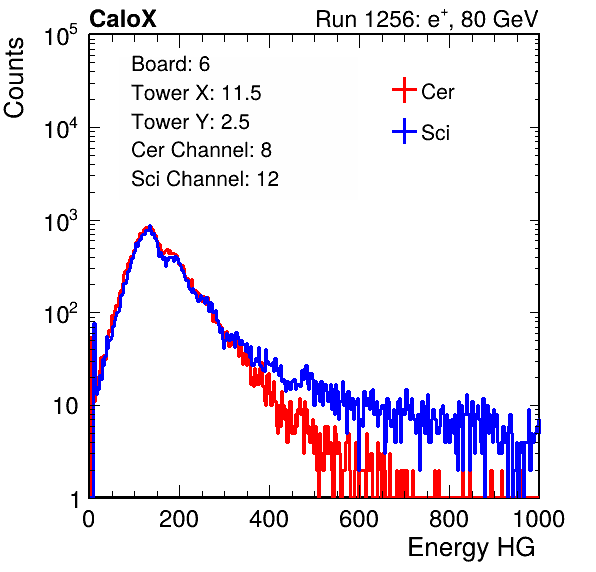 CaloX Run 1256: e⁺, 80 GeV
Counts
Board: 6
Tower X: 11.5
Tower Y: 2.5
Cer Channel: 8
Sci Channel: 12
Cer
Sci
10⁵
10⁴
10³
10²
10
1
0 200 400 600 800 1000
Energy HG